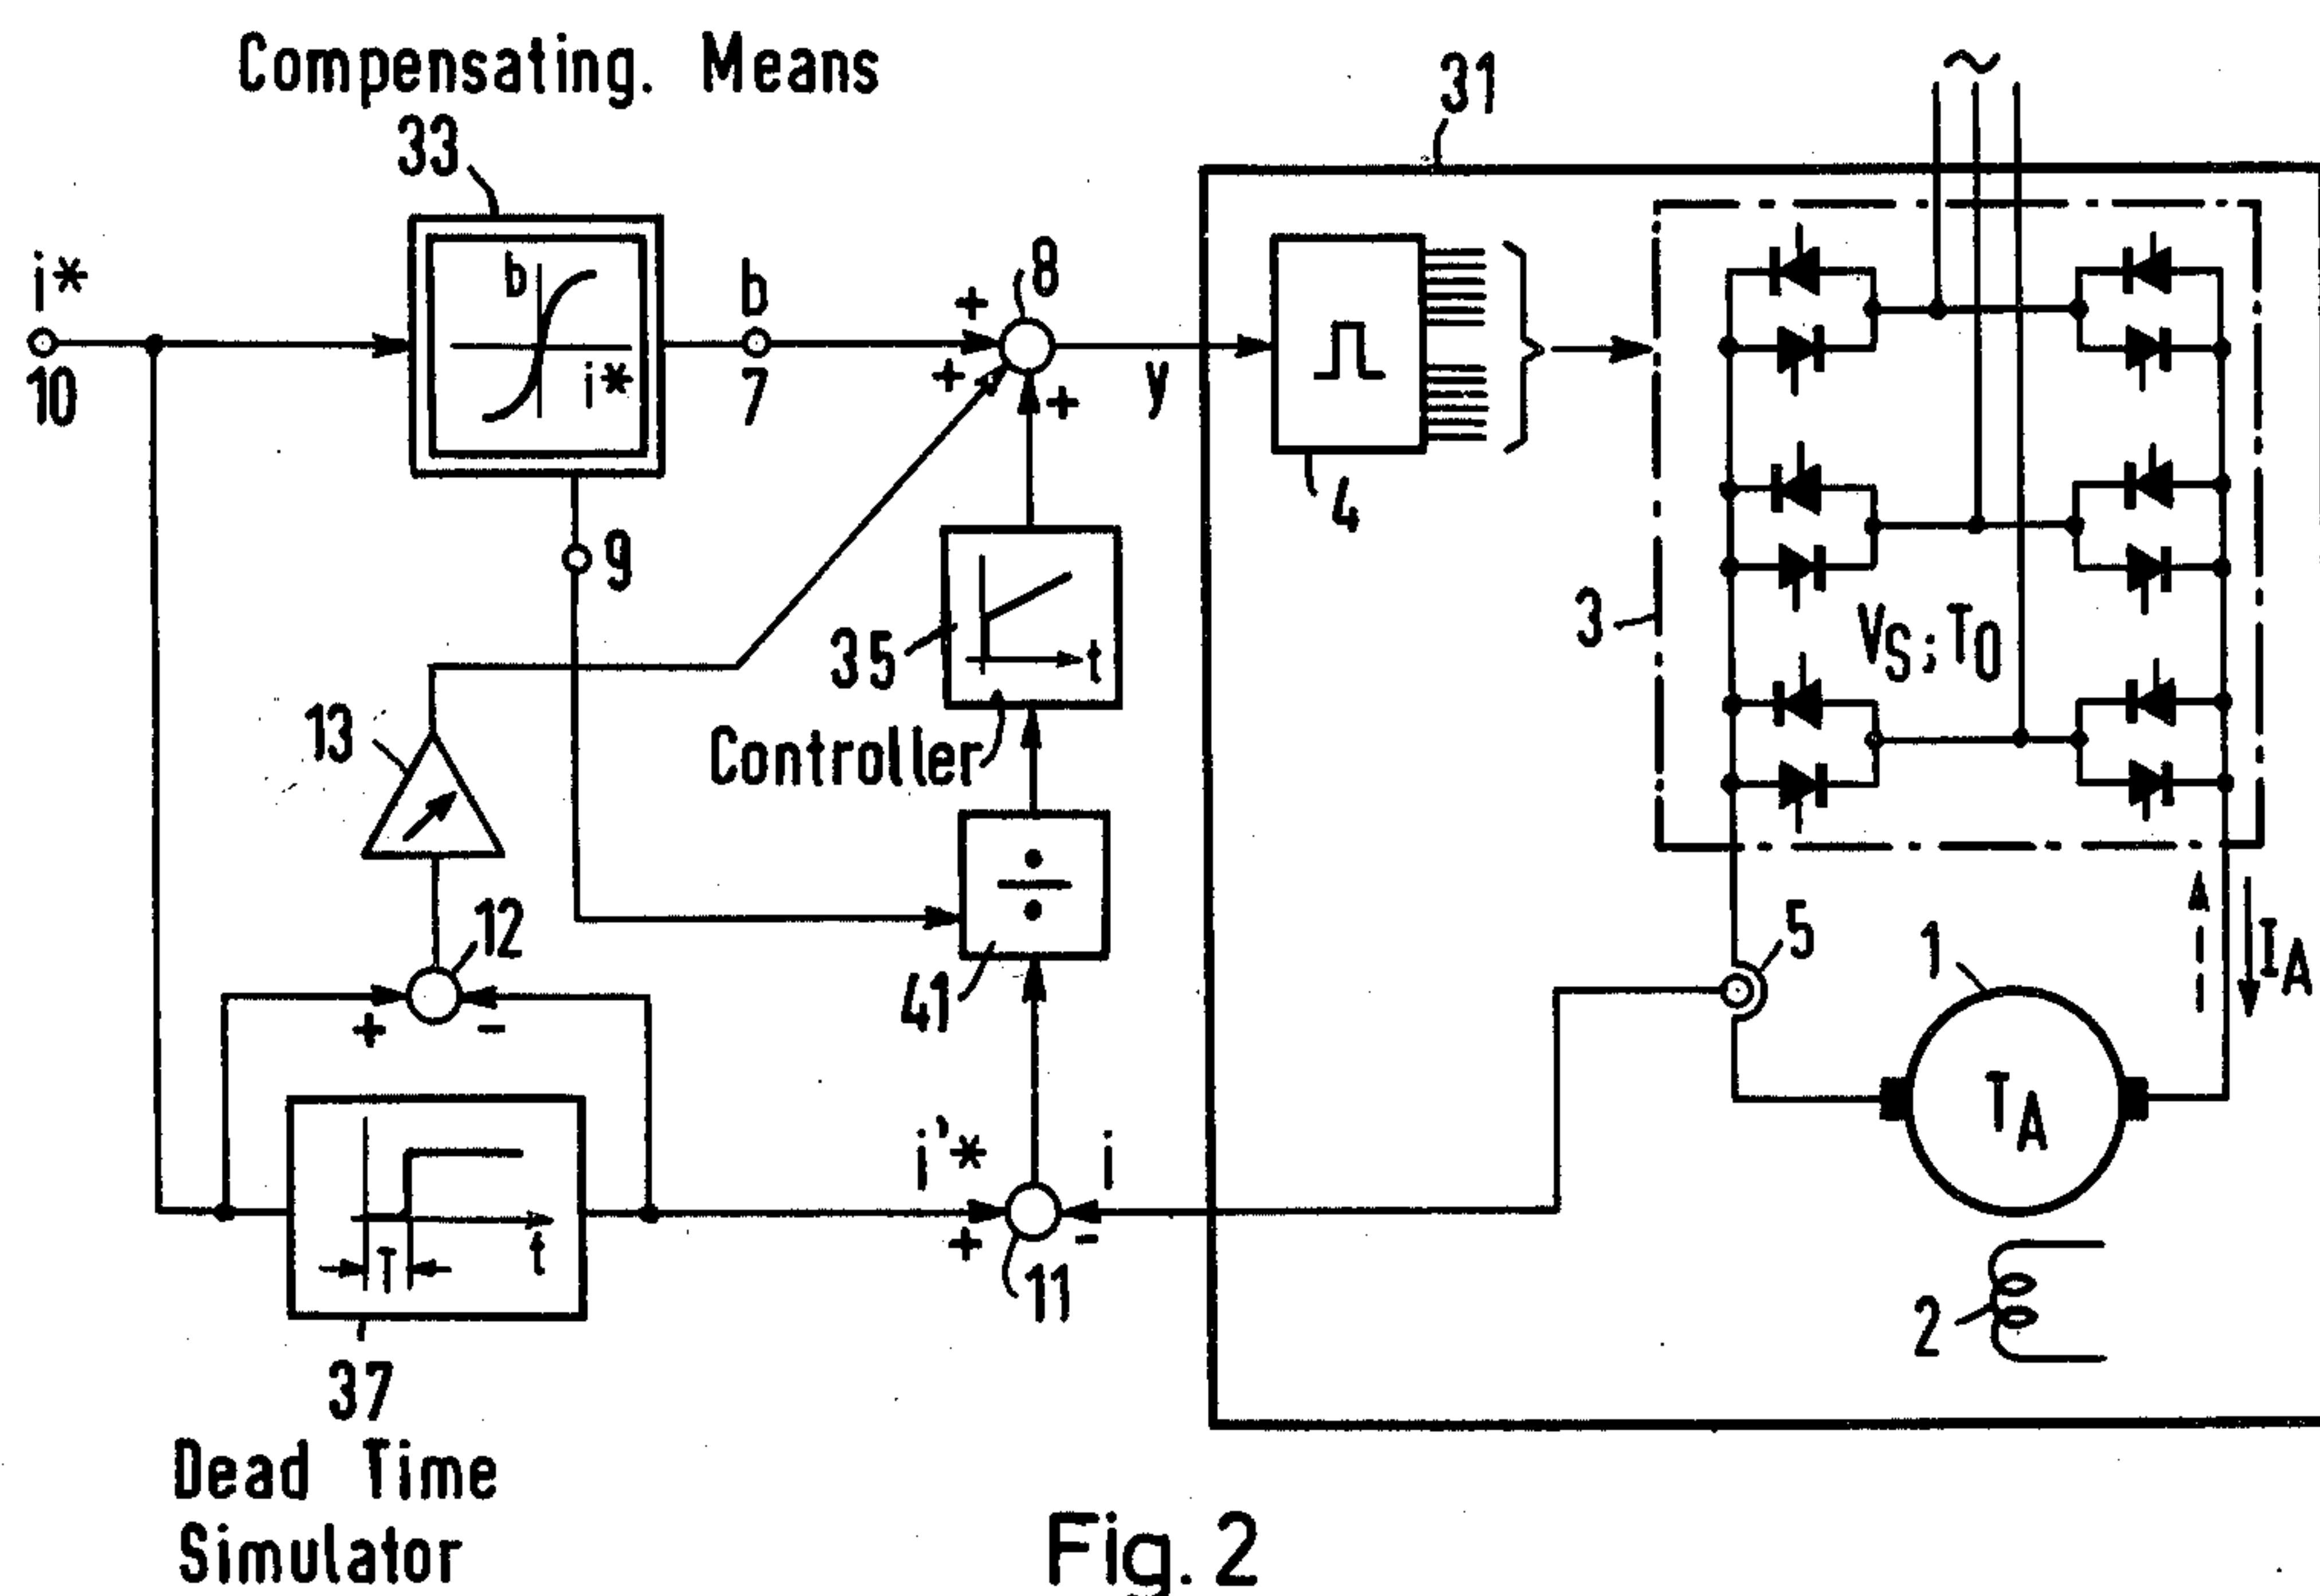 Compensating. Means
33
31
~
i*
10
b
i*
b
7
+
+
+
8
y
4
9
35
t
Controller
3
VS; TO
13
12
+
-
41
5
1
IA
TA
i'*
i
+
-
11
T
t
2
37
Dead Time
Simulator
Fig. 2